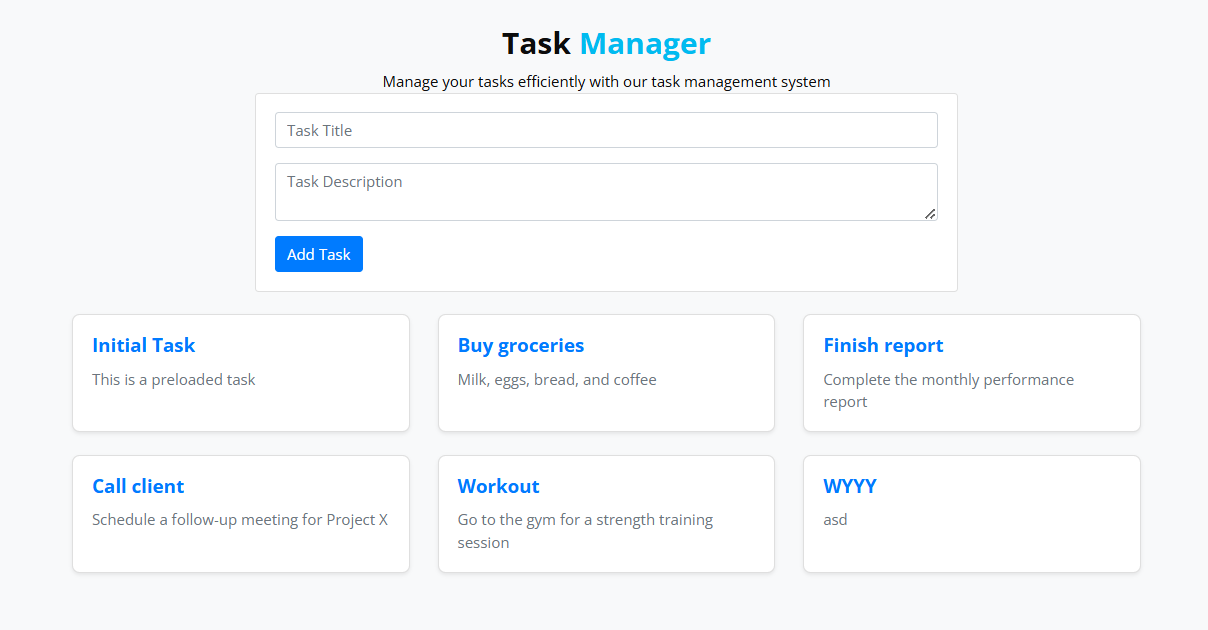 Task Manager
Manage your tasks efficiently with our task management system
Task Title
Task Description
Add Task
Initial Task
This is a preloaded task
Buy groceries
Milk, eggs, bread, and coffee
Finish report
Complete the monthly performance
report
Call client
Schedule a follow-up meeting for Project X
Workout
Go to the gym for a strength training
session
WYYY
asd